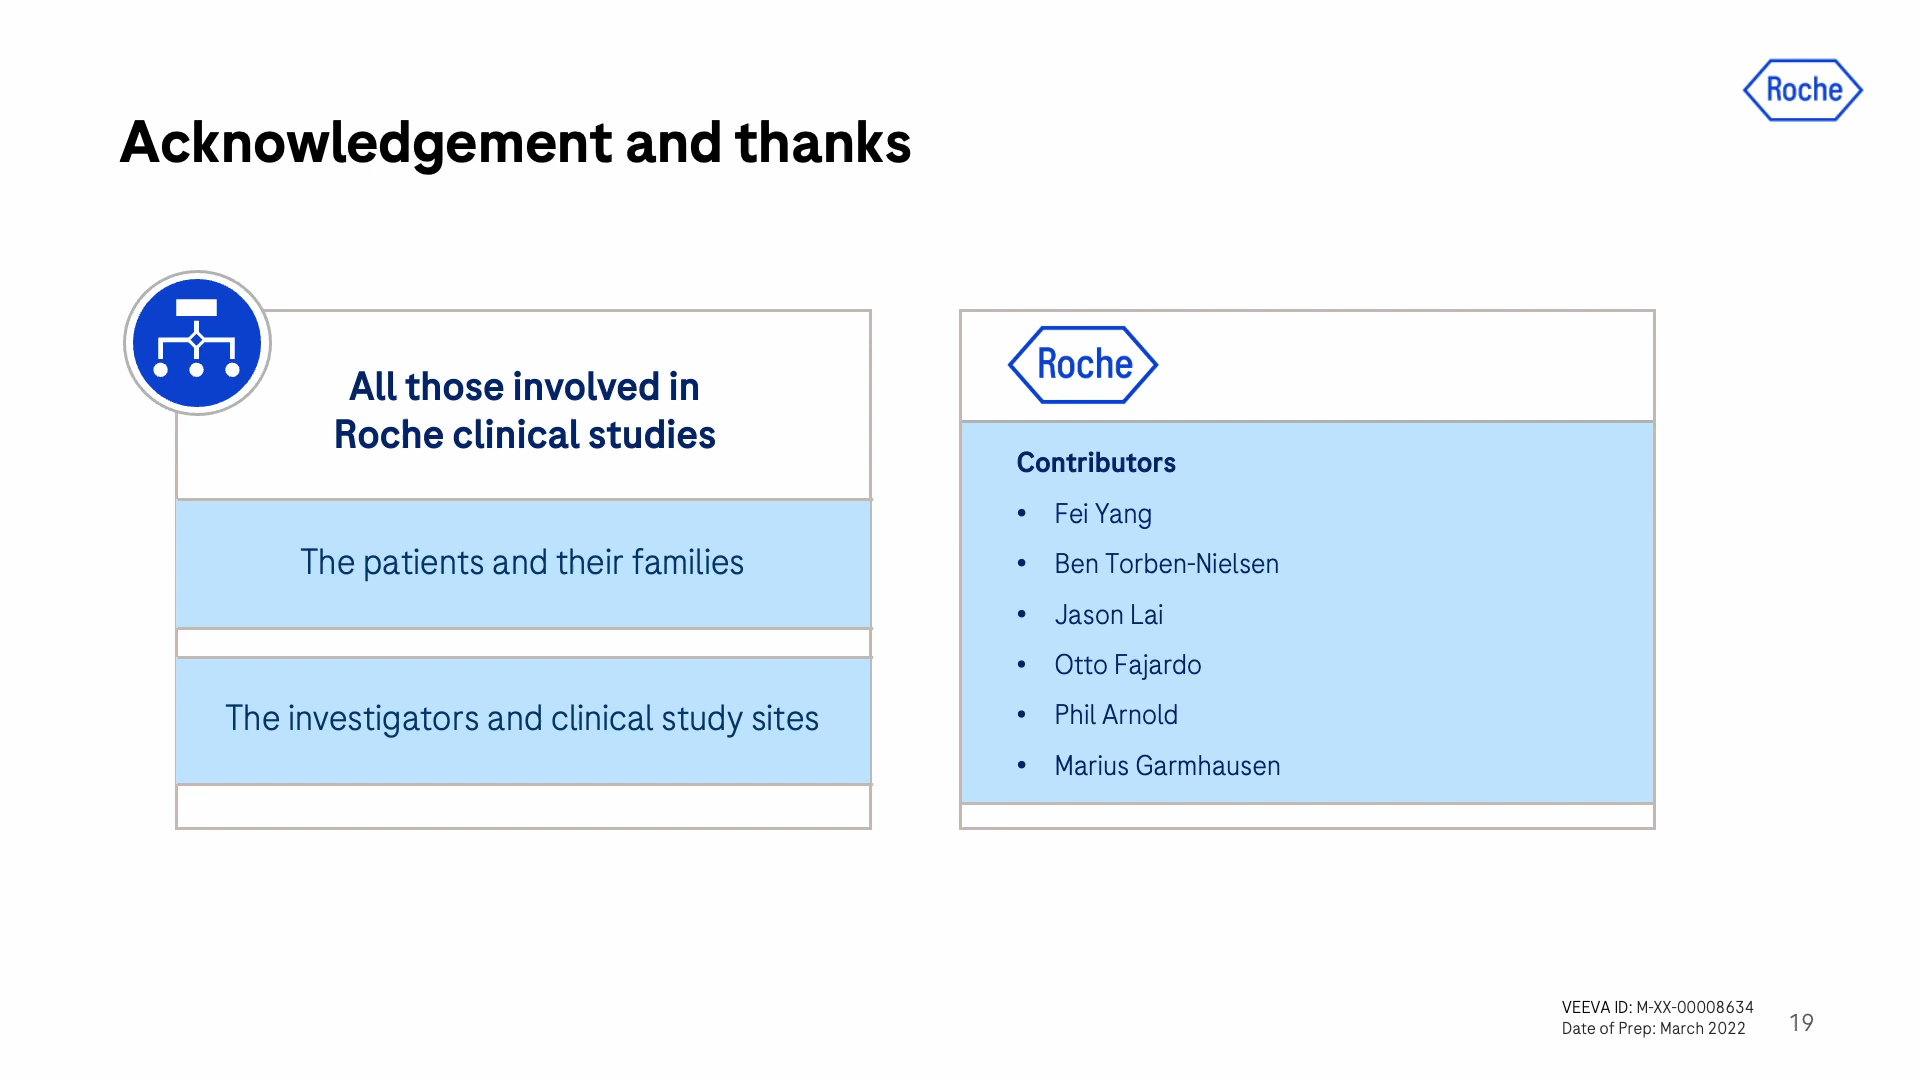 Roche
Acknowledgement and thanks
All those involved in
Roche clinical studies
The patients and their families
The investigators and clinical study sites
Roche
Contributors
• Fei Yang
• Ben Torben-Nielsen
• Jason Lai
• Otto Fajardo
• Phil Arnold
• Marius Garmhausen
VEEVA ID: M-XX-00008634
Date of Prep: March 2022
19